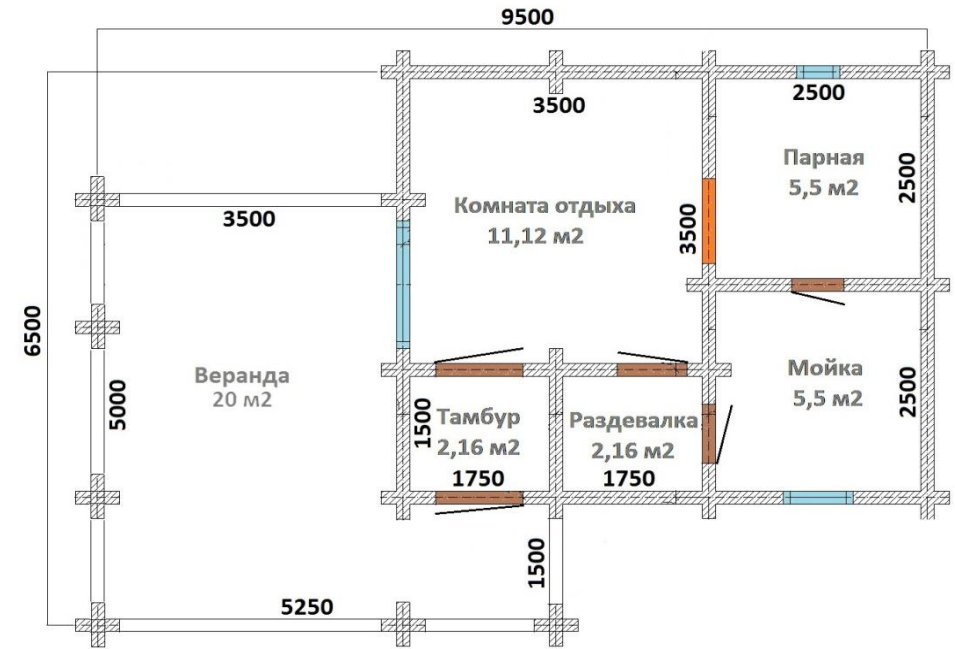 9500
3500
2500
Парная
5,5 м2
2500
Комната отдыха
11,12 м2
3500
3500
6500
Веранда
20 м2
5000
1500
Тамбур
2,16 м2
1750
Раздевалка
2,16 м2
1750
Мойка
5,5 м2
2500
1500
5250